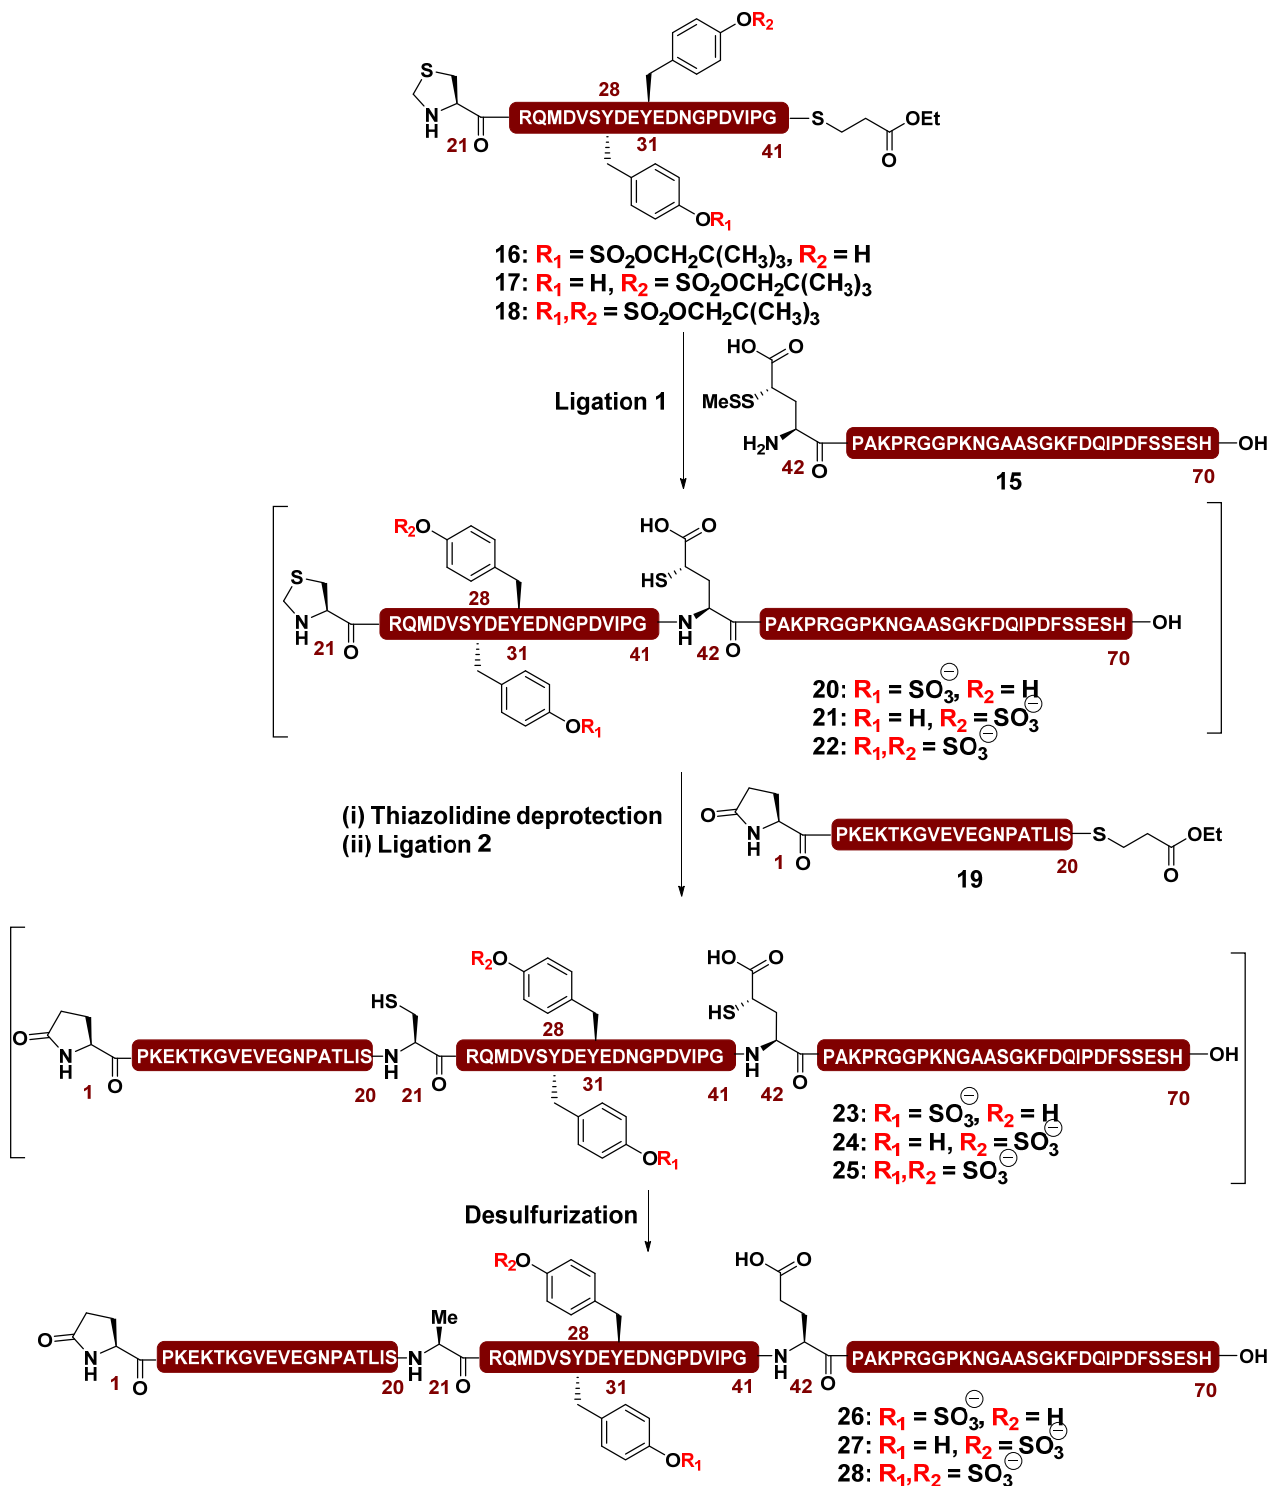 OR2
28
S
N
H
21
O
RQMDVSYDEYEDNGPDVIPG
S
OEt
O
31
41
OR1
16: R1 = SO2OCH2C(CH3)3, R2 = H
17: R1 = H, R2 = SO2OCH2C(CH3)3
18: R1,R2 = SO2OCH2C(CH3)3
HO O
Ligation 1
MeSS
H2N
42
O
PAKPRGGPKNGAASGKFDQIPDFSSESH
OH
15
70
R2O
HO O
S
HS
28
N
H
21
O
RQMDVSYDEYEDNGPDVIPG
N
H
42
O
PAKPRGGPKNGAASGKFDQIPDFSSESH
OH
31
41
70
OR1
20: R1 = SO3−, R2 = H
21: R1 = H, R2 = SO3−
22: R1,R2 = SO3−
(i) Thiazolidine deprotection
(ii) Ligation 2
O
N
H
1
O
PKEKTKGVEVEGNPATLIS
S
OEt
O
19
20
R2O
HO O
HS
HS
28
O
N
H
1
O
PKEKTKGVEVEGNPATLIS
20
N
H
21
O
RQMDVSYDEYEDNGPDVIPG
31
41
N
H
42
O
PAKPRGGPKNGAASGKFDQIPDFSSESH
OH
70
OR1
23: R1 = SO3−, R2 = H
24: R1 = H, R2 = SO3−
25: R1,R2 = SO3−
Desulfurization
R2O
HO O
Me
28
O
N
H
1
O
PKEKTKGVEVEGNPATLIS
20
N
H
21
O
RQMDVSYDEYEDNGPDVIPG
31
41
N
H
42
O
PAKPRGGPKNGAASGKFDQIPDFSSESH
OH
70
OR1
26: R1 = SO3−, R2 = H
27: R1 = H, R2 = SO3−
28: R1,R2 = SO3−